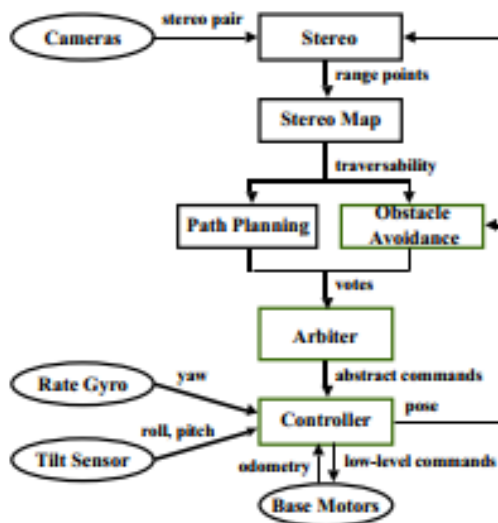 stereo pair
Cameras
Stereo
range points
Stereo Map
traversability
Path Planning
Obstacle
Avoidance
votes
Arbiter
Rate Gyro
yaw
abstract commands
Controller
pose
roll, pitch
Tilt Sensor
odometry
low-level commands
Base Motors